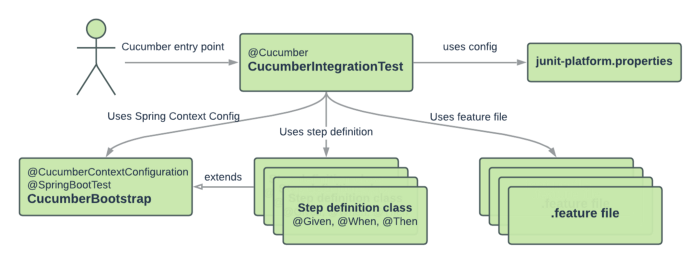 Cucumber entry point
@Cucumber
CucumberIntegrationTest
uses config
junit-platform.properties
Uses Spring Context Config
Uses step definition
Uses feature file
@CucumberContextConfiguration
@SpringBootTest
CucumberBootstrap
extends
Step definition class
@Given, @When, @Then
.feature file